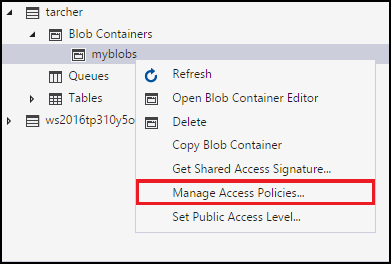 tarcher
Blob Containers
myblobs
Refresh
Queues
Open Blob Container Editor
Tables
Delete
ws2016tp310y5o
Copy Blob Container
Get Shared Access Signature...
Manage Access Policies...
Set Public Access Level...